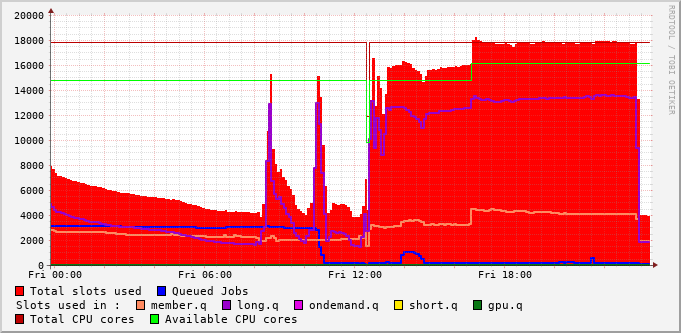 20000
18000
16000
14000
12000
10000
8000
6000
4000
2000
0
Fri 00:00 Fri 06:00 Fri 12:00 Fri 18:00
RRDTOOL / TOBI OETIKER
Total slots used Queued Jobs
Slots used in : member.q long.q ondemand.q short.q gpu.q
Total CPU cores Available CPU cores